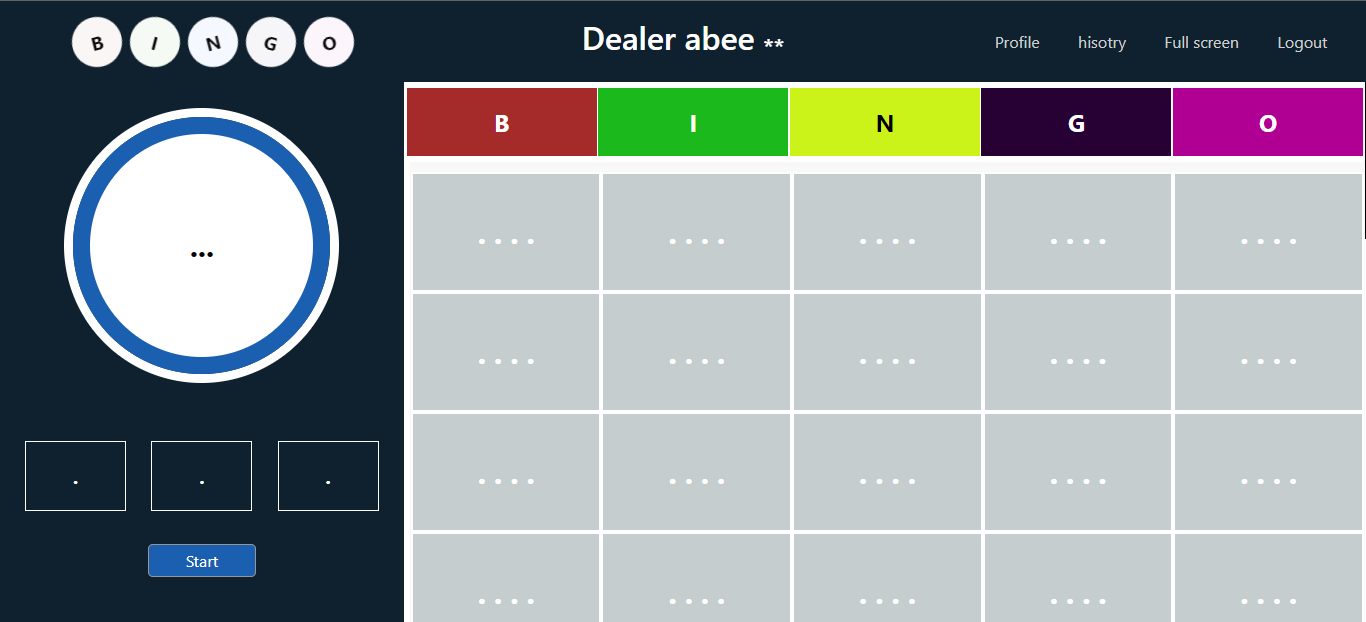 B I N G O
Dealer abee **
Profile hisotry Full screen Logout
B I N G O
...
. . . .   . . . .   . . . .   . . . .   . . . .
. . . .   . . . .   . . . .   . . . .   . . . .
. . . .   . . . .   . . . .   . . . .   . . . .
. . . .   . . . .   . . . .   . . . .   . . . .
. . .
Start